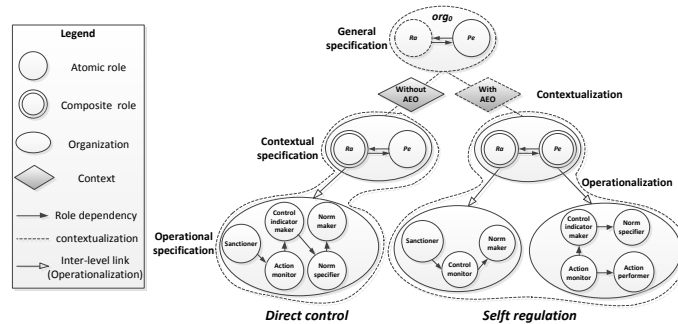 Legend
Atomic role
Composite role
Organization
Context
Role dependency
contextualization
Inter-level link
(Operationalization)
General
specification
org₀
Ra
Pe
Without
AEO
With
AEO
Contextualization
Contextual
specification
Ra
Pe
Ra
Pe
Operationalization
Operational
specification
Sanctioner
Control
indicator
maker
Norm
maker
Action
monitor
Norm
specifier
Sanctioner
Control
monitor
Norm
maker
Control
indicator
maker
Norm
specifier
Action
monitor
Action
performer
Direct control
Selft regulation